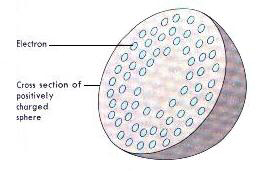 Electron
Cross section of
positively
charged
sphere